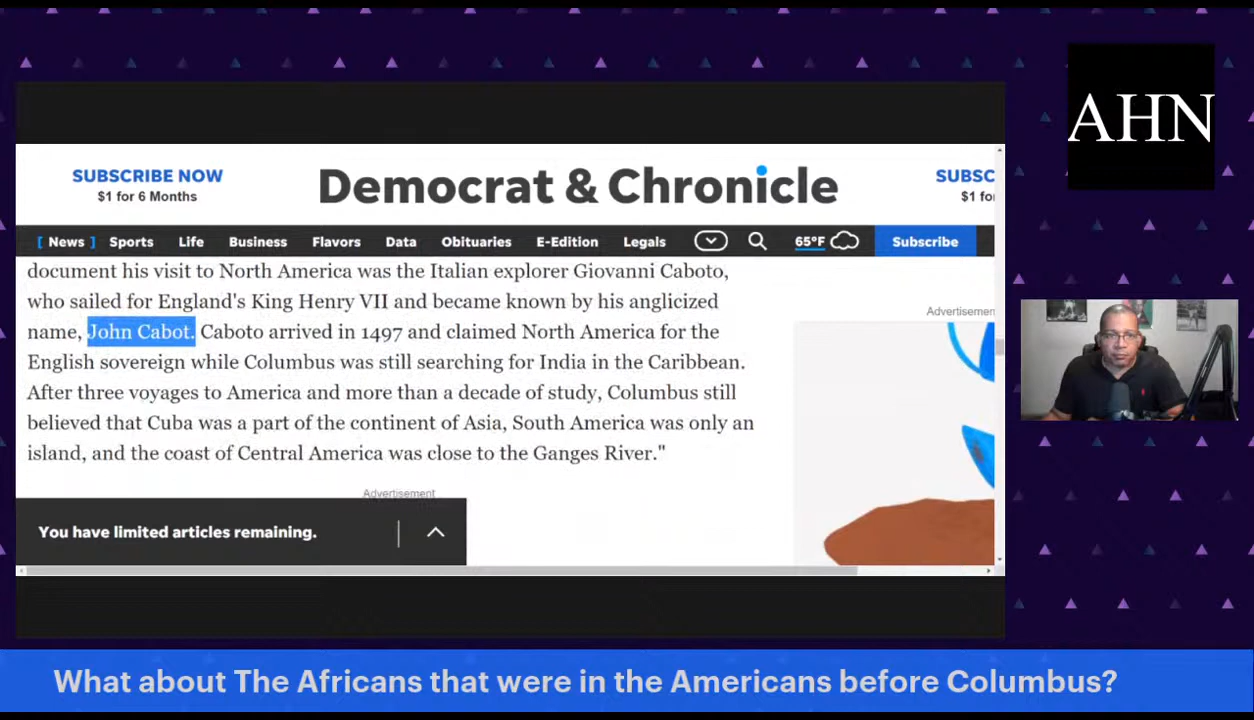 AHN
SUBSCRIBE NOW
$1 for 6 Months
Democrat & Chronicle
SUBSC
$1 fo
[ News ] Sports Life Business Flavors Data Obituaries E-Edition Legals 65°F Subscribe
document his visit to North America was the Italian explorer Giovanni Caboto,
who sailed for England's King Henry VII and became known by his anglicized
name, John Cabot. Caboto arrived in 1497 and claimed North America for the
English sovereign while Columbus was still searching for India in the Caribbean.
After three voyages to America and more than a decade of study, Columbus still
believed that Cuba was a part of the continent of Asia, South America was only an
island, and the coast of Central America was close to the Ganges River."
Advertisemen
Advertisement
You have limited articles remaining.
What about The Africans that were in the Americans before Columbus?